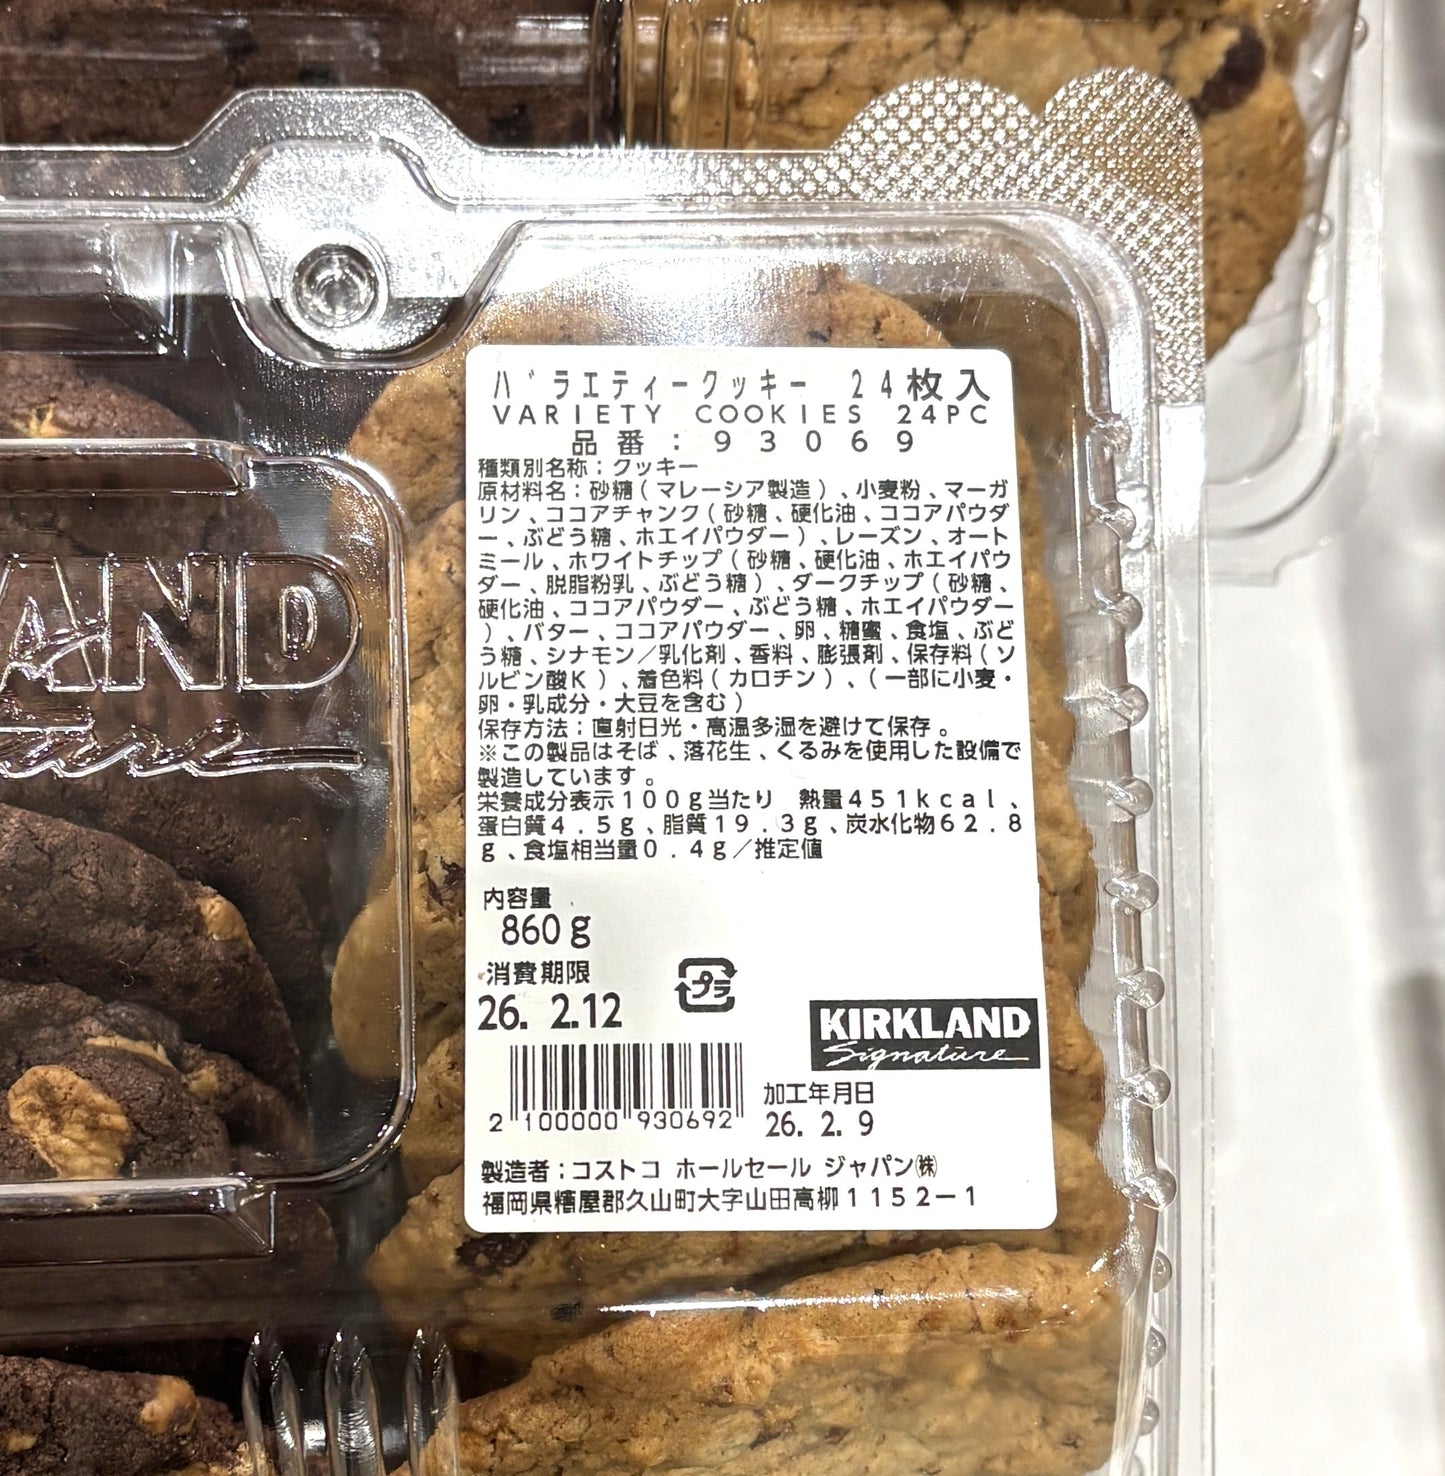 バラエティークッキー 24枚入
VARIETY COOKIES 24PC
品番:93069
種類別名称:クッキー
原材料名:砂糖(マレーシア製造)、小麦粉、マーガ
リン、ココアチャンク(砂糖、硬化油、ココアパウダ
ー、ぶどう糖、ホエイパウダー)、レーズン、オート
ミール、ホワイトチップ(砂糖、硬化油、ホエイパウ
ダー、脱脂粉乳、ぶどう糖)、ダークチップ(砂糖、
硬化油、ココアパウダー、ぶどう糖、ホエイパウダー
)、バター、ココアパウダー、卵、糖蜜、食塩、ぶど
う糖、シナモン/乳化剤、香料、膨張剤、保存料(ソ
ルビン酸K)、着色料(カロチン)、(一部に小麦・
卵・乳成分・大豆を含む)
保存方法:直射日光・高温多湿を避けて保存。
※この製品はそば、落花生、くるみを使用した設備で
製造しています。
栄養成分表示100g当たり 熱量451kcal、
蛋白質4.5g、脂質19.3g、炭水化物62.8
g、食塩相当量0.4g/推定値
内容量
860g
消費期限
26. 2.12
プラ
KIRKLAND
Signature
2 100000 930692
加工年月日
26. 2. 9
製造者:コストコ ホールセール ジャパン㈱
福岡県糟屋郡久山町大字山田高柳1152-1
LAND
ature